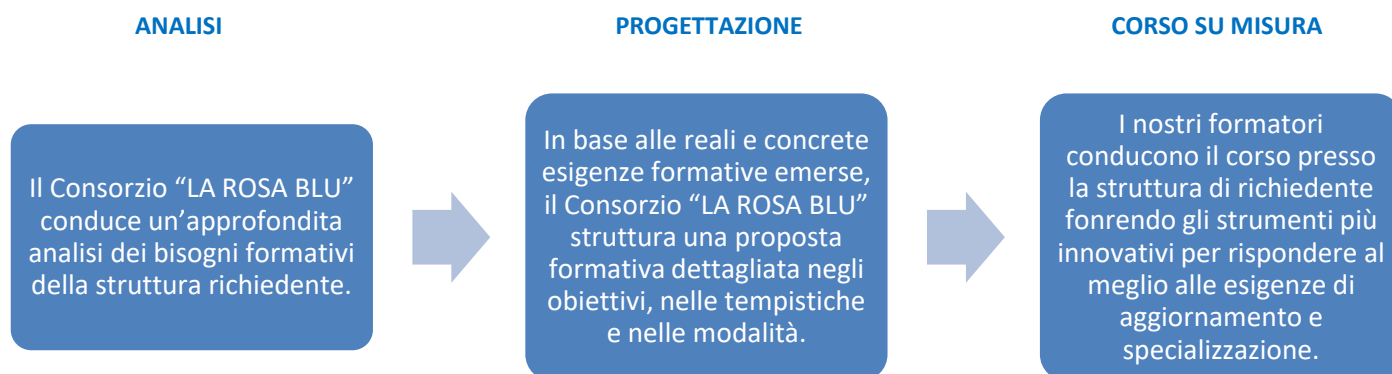 ANALISI
PROGETTAZIONE
CORSO SU MISURA
Il Consorzio “LA ROSA BLU”
conduce un’approfondita
analisi dei bisogni formativi
della struttura richiedente.
In base alle reali e concrete
esigenze formative emerse,
il Consorzio “LA ROSA BLU”
struttura una proposta
formativa dettagliata negli
obiettivi, nelle tempistiche
e nelle modalità.
I nostri formatori
conducono il corso presso
la struttura di richiedente
fonrendo gli strumenti più
innovativi per rispondere al
meglio alle esigenze di
aggiornamento e
specializzazione.